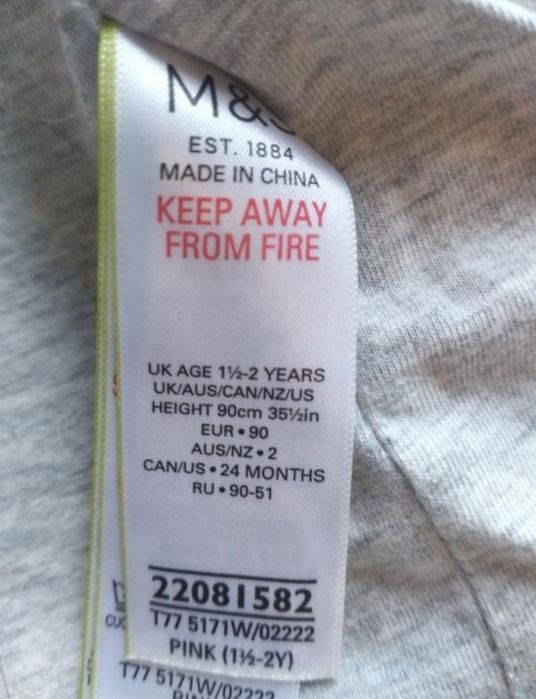 M&S
EST. 1884
MADE IN CHINA
KEEP AWAY
FROM FIRE
UK AGE 1½-2 YEARS
UK/AUS/CAN/NZ/US
HEIGHT 90cm 35½in
EUR • 90
AUS/NZ • 2
CAN/US • 24 MONTHS
RU • 90-51
22081582
T77 5171W/02222
PINK (1½-2Y)
T77 5171W/02222